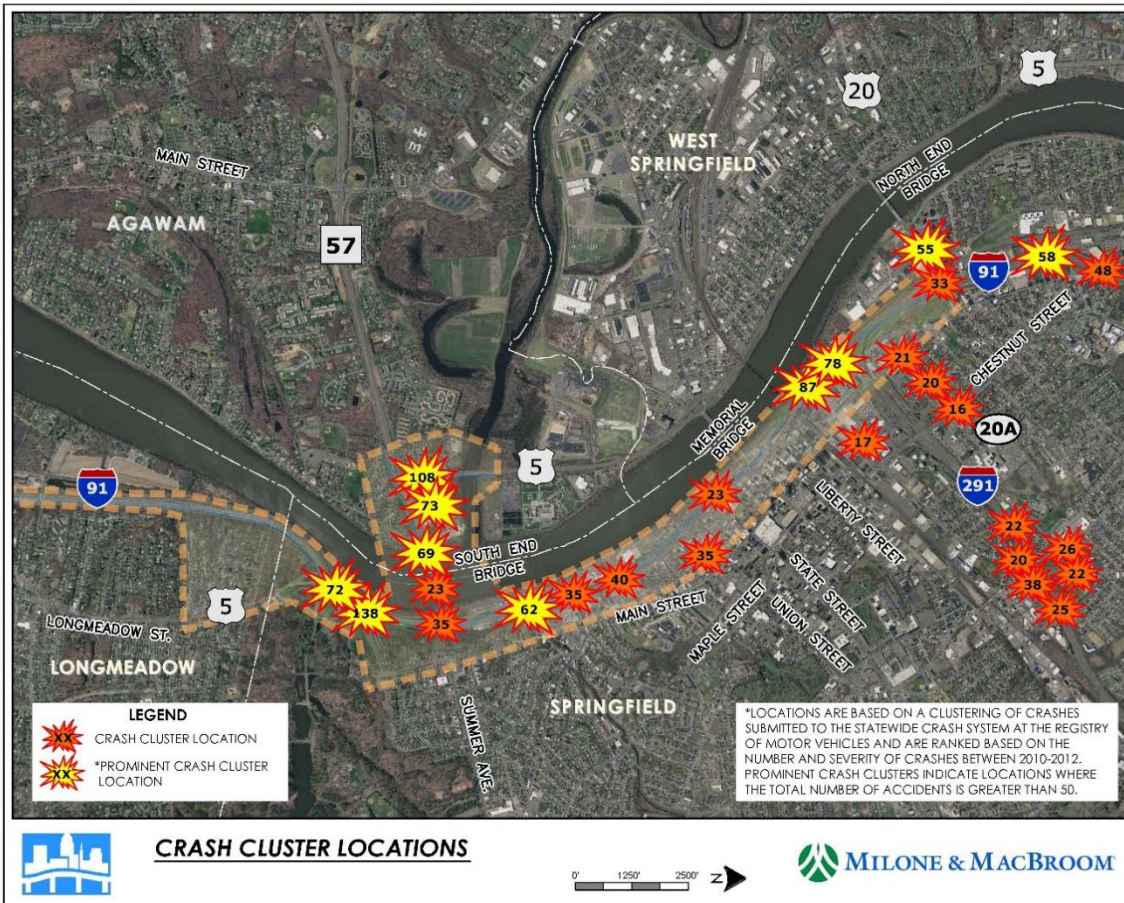 5
20
WEST
SPRINGFIELD
NORTH END
BRIDGE
MAIN STREET
AGAWAM
57
55
58
91
33
48
CHESTNUT STREET
78
21
87
20
16
20A
17
MEMORIAL
BRIDGE
5
108
91
291
73
23
LIBERTY STREET
22
69
SOUTH END
BRIDGE
35
STATE STREET
26
20
72
23
40
35
38
22
138
62
MAIN STREET
MAPLE STREET
UNION STREET
25
5
35
LONGMEADOW ST.
LONGMEADOW
SUMMER AVE.
SPRINGFIELD
LEGEND
XX CRASH CLUSTER LOCATION
XX *PROMINENT CRASH CLUSTER
LOCATION
*LOCATIONS ARE BASED ON A CLUSTERING OF CRASHES
SUBMITTED TO THE STATEWIDE CRASH SYSTEM AT THE REGISTRY
OF MOTOR VEHICLES AND ARE RANKED BASED ON THE
NUMBER AND SEVERITY OF CRASHES BETWEEN 2010-2012.
PROMINENT CRASH CLUSTERS INDICATE LOCATIONS WHERE
THE TOTAL NUMBER OF ACCIDENTS IS GREATER THAN 50.
CRASH CLUSTER LOCATIONS
0' 1250' 2500'
N
MILONE & MACBROOM